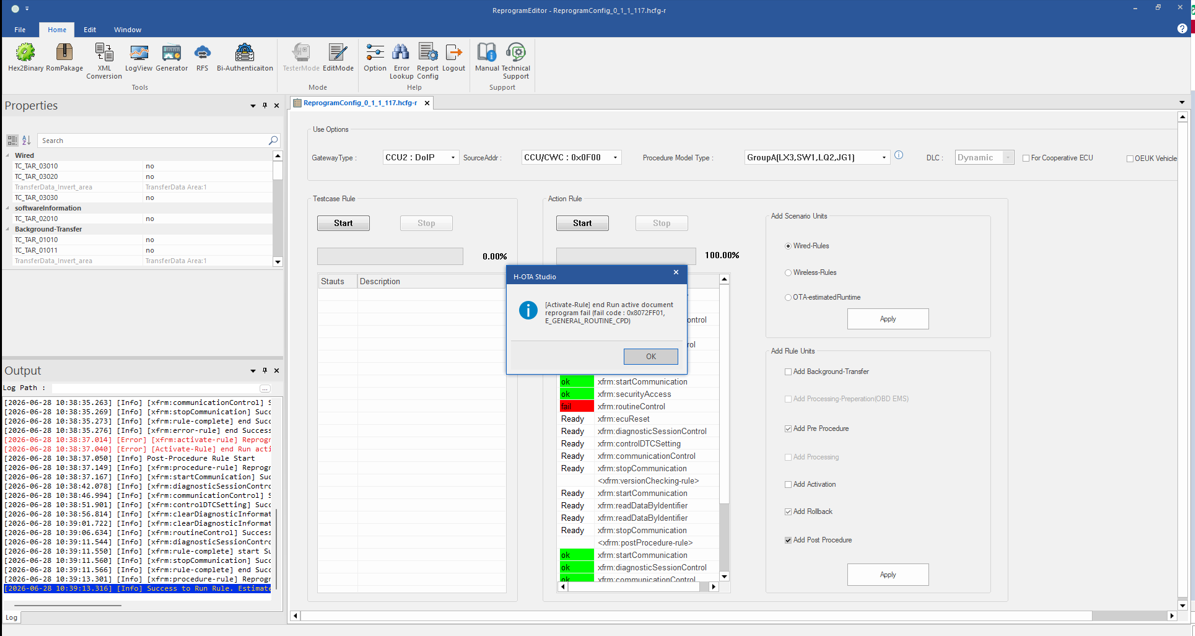 ReprogramEditor - ReprogramConfig_0_1_1_117.hcfg-r
File Home Edit Window
Hex2Binary RomPakage XML Conversion LogView Generator RFS Bi-Authenticaiton
Tools
TesterMode EditMode
Mode
Option Error Lookup Report Config Logout
Help
Manual Technical Support
Support
Properties
Search
Wired
TC_TAR_03010 no
TC_TAR_03020 no
TransferData_Invert_area TransferData Area:1
TC_TAR_03030 no
softwareInformation
TC_TAR_02010 no
Background-Transfer
TC_TAR_01010 no
TC_TAR_01011 no
TransferData_Invert_area TransferData Area:1
Output
Log Path :
[2026-06-28 10:38:35.263] [Info] [xfrm:communicationControl] S
[2026-06-28 10:38:35.269] [Info] [xfrm:stopCommunication] Succ
[2026-06-28 10:38:35.273] [Info] [xfrm:rule-complete] end Succ
[2026-06-28 10:38:35.276] [Info] [xfrm:error-rule] end Success
[2026-06-28 10:38:37.014] [Error] [xfrm:activate-rule] Reprogr
[2026-06-28 10:38:37.040] [Error] [Activate-Rule] end Run acti
[2026-06-28 10:38:37.050] [Info] Post-Procedure Rule Start
[2026-06-28 10:38:37.149] [Info] [xfrm:procedure-rule] Reprogr
[2026-06-28 10:38:37.167] [Info] [xfrm:startCommunication] Suc
[2026-06-28 10:38:42.078] [Info] [xfrm:diagnosticSessionContro
[2026-06-28 10:38:46.994] [Info] [xfrm:communicationControl] S
[2026-06-28 10:38:51.901] [Info] [xfrm:controlDTCSetting] Succ
[2026-06-28 10:38:56.814] [Info] [xfrm:clearDiagnosticInformat
[2026-06-28 10:39:01.722] [Info] [xfrm:clearDiagnosticInformat
[2026-06-28 10:39:06.634] [Info] [xfrm:routineControl] Success
[2026-06-28 10:39:11.544] [Info] [xfrm:diagnosticSessionContro
[2026-06-28 10:39:11.550] [Info] [xfrm:rule-complete] start Su
[2026-06-28 10:39:11.560] [Info] [xfrm:stopCommunication] Succ
[2026-06-28 10:39:11.566] [Info] [xfrm:rule-complete] end Succ
[2026-06-28 10:39:13.301] [Info] [xfrm:procedure-rule] Reprogr
[2026-06-28 10:39:13.316] [Info] Success to Run Rule. Estimate
Log
ReprogramConfig_0_1_1_117.hcfg-r
Use Options
GatewayType : CCU2 : DoIP SourceAddr : CCU/CWC : 0x0F00 Procedure Model Type : GroupA(LX3,SW1,LQ2,JG1) DLC : Dynamic For Cooperative ECU OEUK Vehicle
Testcase Rule
Start Stop
0.00%
Stauts Description
Action Rule
Start Stop
100.00%
ontrol
rol
ok xfrm:startCommunication
ok xfrm:securityAccess
fail xfrm:routineControl
Ready xfrm:ecuReset
Ready xfrm:diagnosticSessionControl
Ready xfrm:controlDTCSetting
Ready xfrm:communicationControl
Ready xfrm:stopCommunication
<xfrm:versionChecking-rule>
Ready xfrm:startCommunication
Ready xfrm:readDataByIdentifier
Ready xfrm:readDataByIdentifier
Ready xfrm:stopCommunication
<xfrm:postProcedure-rule>
ok xfrm:startCommunication
ok xfrm:diagnosticSessionControl
ok xfrm:communicationControl
H-OTA Studio
[Activate-Rule] end Run active document
reprogram fail (fail code : 0x8072FF01,
E_GENERAL_ROUTINE_CPD)
OK
Add Scenario Units
Wired-Rules
Wireless-Rules
OTA-estimatedRuntime
Apply
Add Rule Units
Add Background-Transfer
Add Processing-Preperation(OBD EMS)
Add Pre Procedure
Add Processing
Add Activation
Add Rollback
Add Post Procedure
Apply